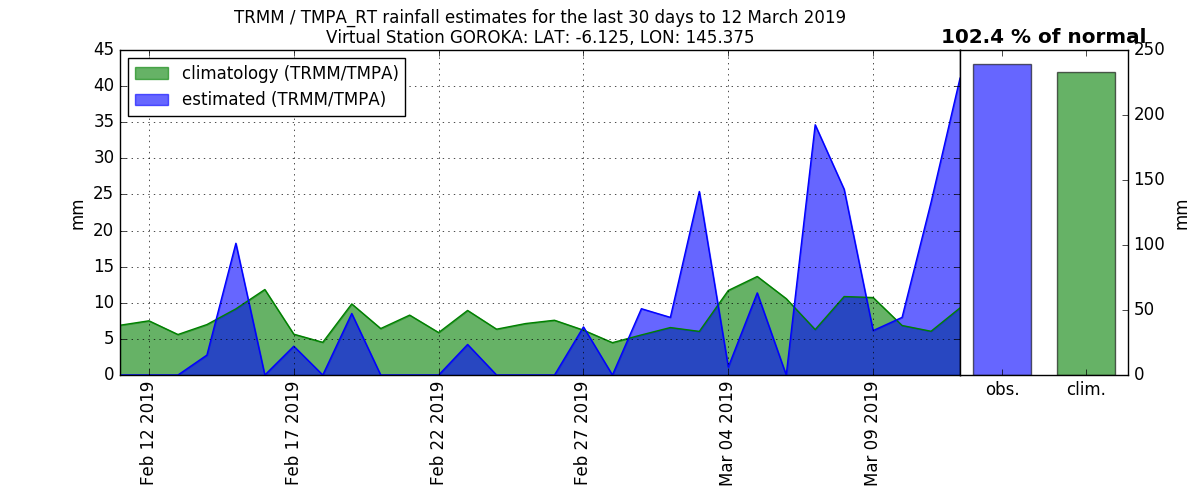 TRMM / TMPA_RT rainfall estimates for the last 30 days to 12 March 2019
Virtual Station GOROKA: LAT: -6.125, LON: 145.375
102.4 % of normal
climatology (TRMM/TMPA)
estimated (TRMM/TMPA)
45
40
35
30
25
20
15
10
5
0
mm
Feb 12 2019
Feb 17 2019
Feb 22 2019
Feb 27 2019
Mar 04 2019
Mar 09 2019
250
200
150
100
50
0
mm
obs.
clim.